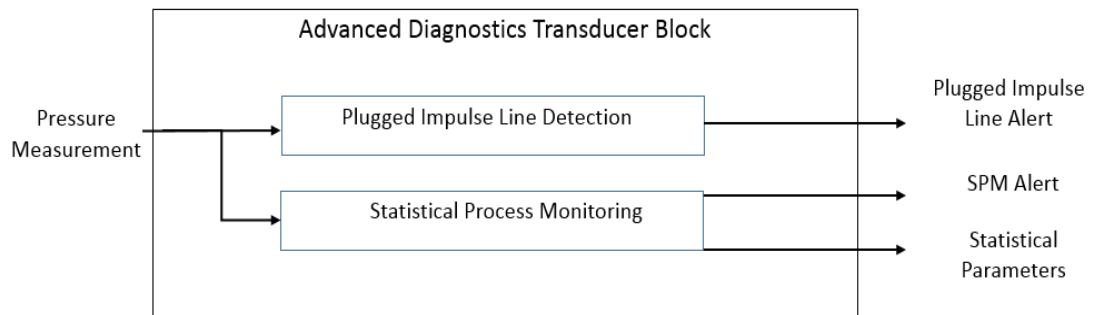 Advanced Diagnostics Transducer Block
Pressure
Measurement
Plugged Impulse Line Detection
Plugged Impulse
Line Alert
Statistical Process Monitoring
SPM Alert
Statistical
Parameters